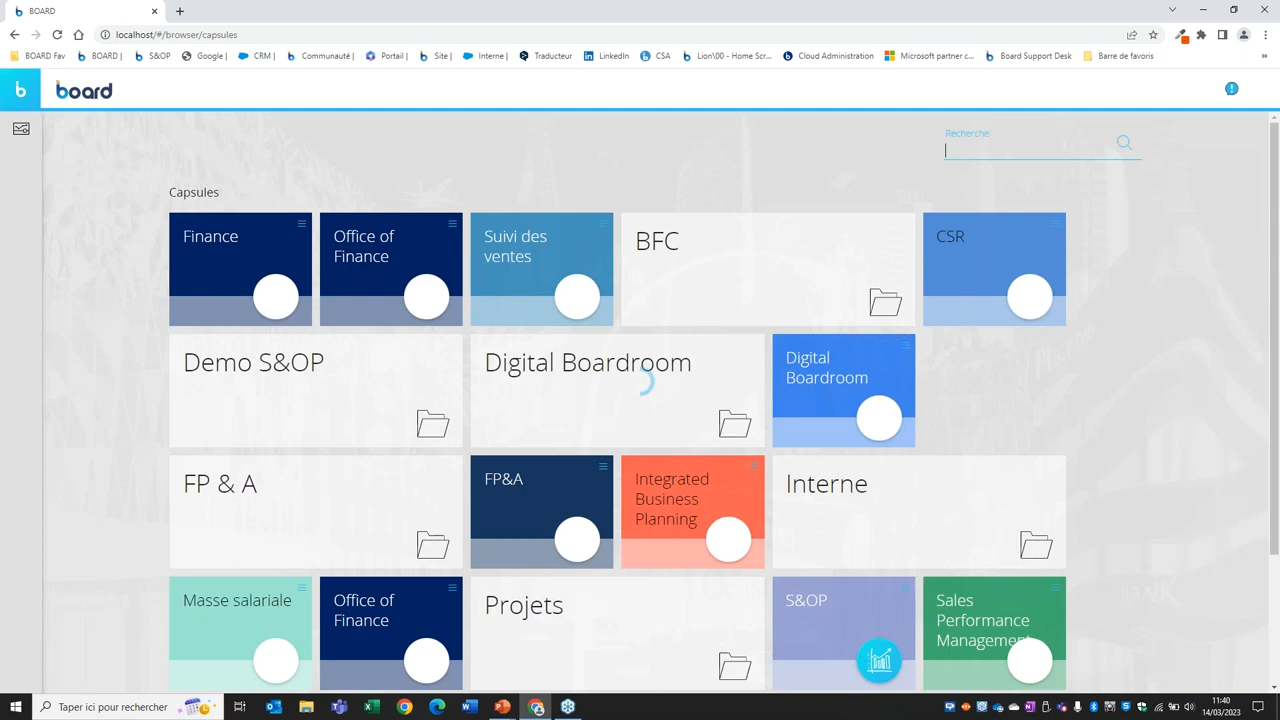 BOARD
localhost/#/browser/capsules
BOARD Fav
BOARD |
S&OP
Google |
CRM |
Communauté |
Portail |
Site |
Interne |
Traducteur
LinkedIn
CSA
Lion\00 – Home Scr...
Cloud Administration
Microsoft partner c...
Board Support Desk
Barre de favoris
board
Recherche
Capsules
Finance
Office of
Finance
Suivi des
ventes
BFC
CSR
Demo S&OP
Digital Boardroom
Digital
Boardroom
FP & A
FP&A
Integrated
Business
Planning
Interne
Masse salariale
Office of
Finance
Projets
S&OP
Sales
Performance
Management
Taper ici pour rechercher
11:40
14/03/2023